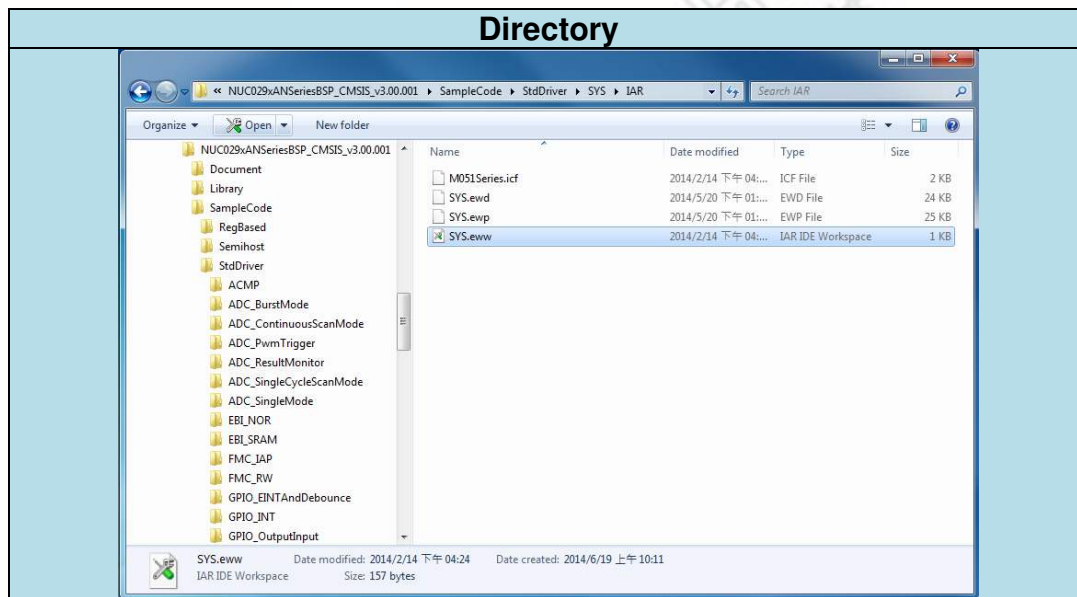 Directory
« NUC029xANSeriesBSP_CMSIS_v3.00.001 ▸ SampleCode ▸ StdDriver ▸ SYS ▸ IAR
Search IAR
Organize ▾ Open ▾ New folder
NUC029xANSeriesBSP_CMSIS_v3.00.001
Document
Library
SampleCode
RegBased
Semihost
StdDriver
ACMP
ADC_BurstMode
ADC_ContinuousScanMode
ADC_PwmTrigger
ADC_ResultMonitor
ADC_SingleCycleScanMode
ADC_SingleMode
EBI_NOR
EBI_SRAM
FMC_IAP
FMC_RW
GPIO_EINTAndDebounce
GPIO_INT
GPIO_OutputInput
Name Date modified Type Size
M051Series.icf 2014/2/14 下午 04:... ICF File 2 KB
SYS.ewd 2014/5/20 下午 01:... EWD File 24 KB
SYS.ewp 2014/5/20 下午 01:... EWP File 25 KB
SYS.eww 2014/2/14 下午 04:... IAR IDE Workspace 1 KB
SYS.eww Date modified: 2014/2/14 下午 04:24 Date created: 2014/6/19 上午 10:11
IAR IDE Workspace Size: 157 bytes